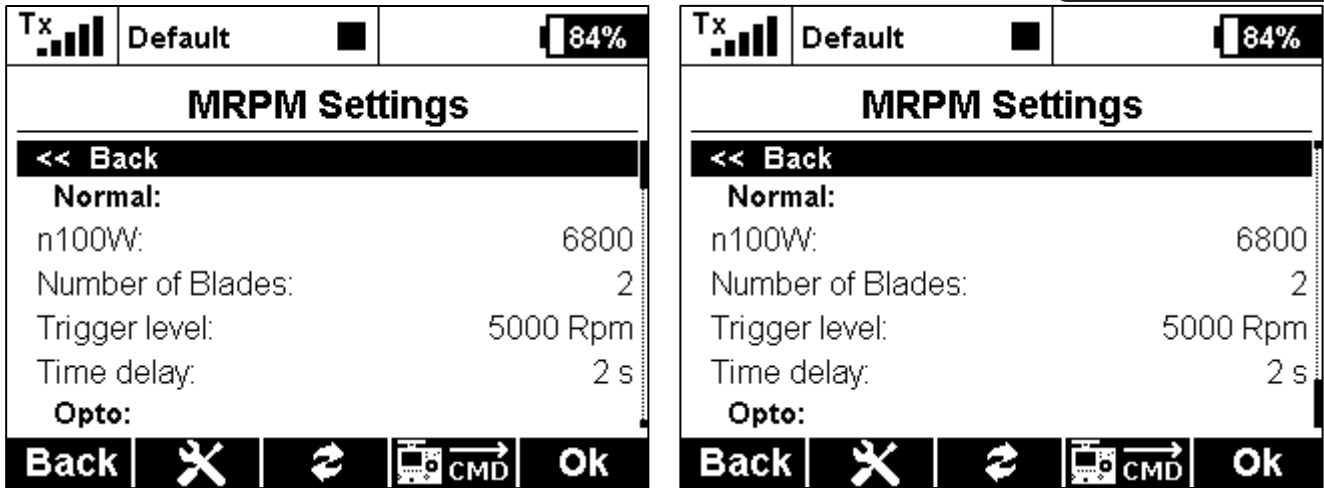 Tx Default 84%
MRPM Settings
<< Back
Normal:
n100W: 6800
Number of Blades: 2
Trigger level: 5000 Rpm
Time delay: 2 s
Opto:
Back CMD Ok
Tx Default 84%
MRPM Settings
<< Back
Normal:
n100W: 6800
Number of Blades: 2
Trigger level: 5000 Rpm
Time delay: 2 s
Opto:
Back CMD Ok